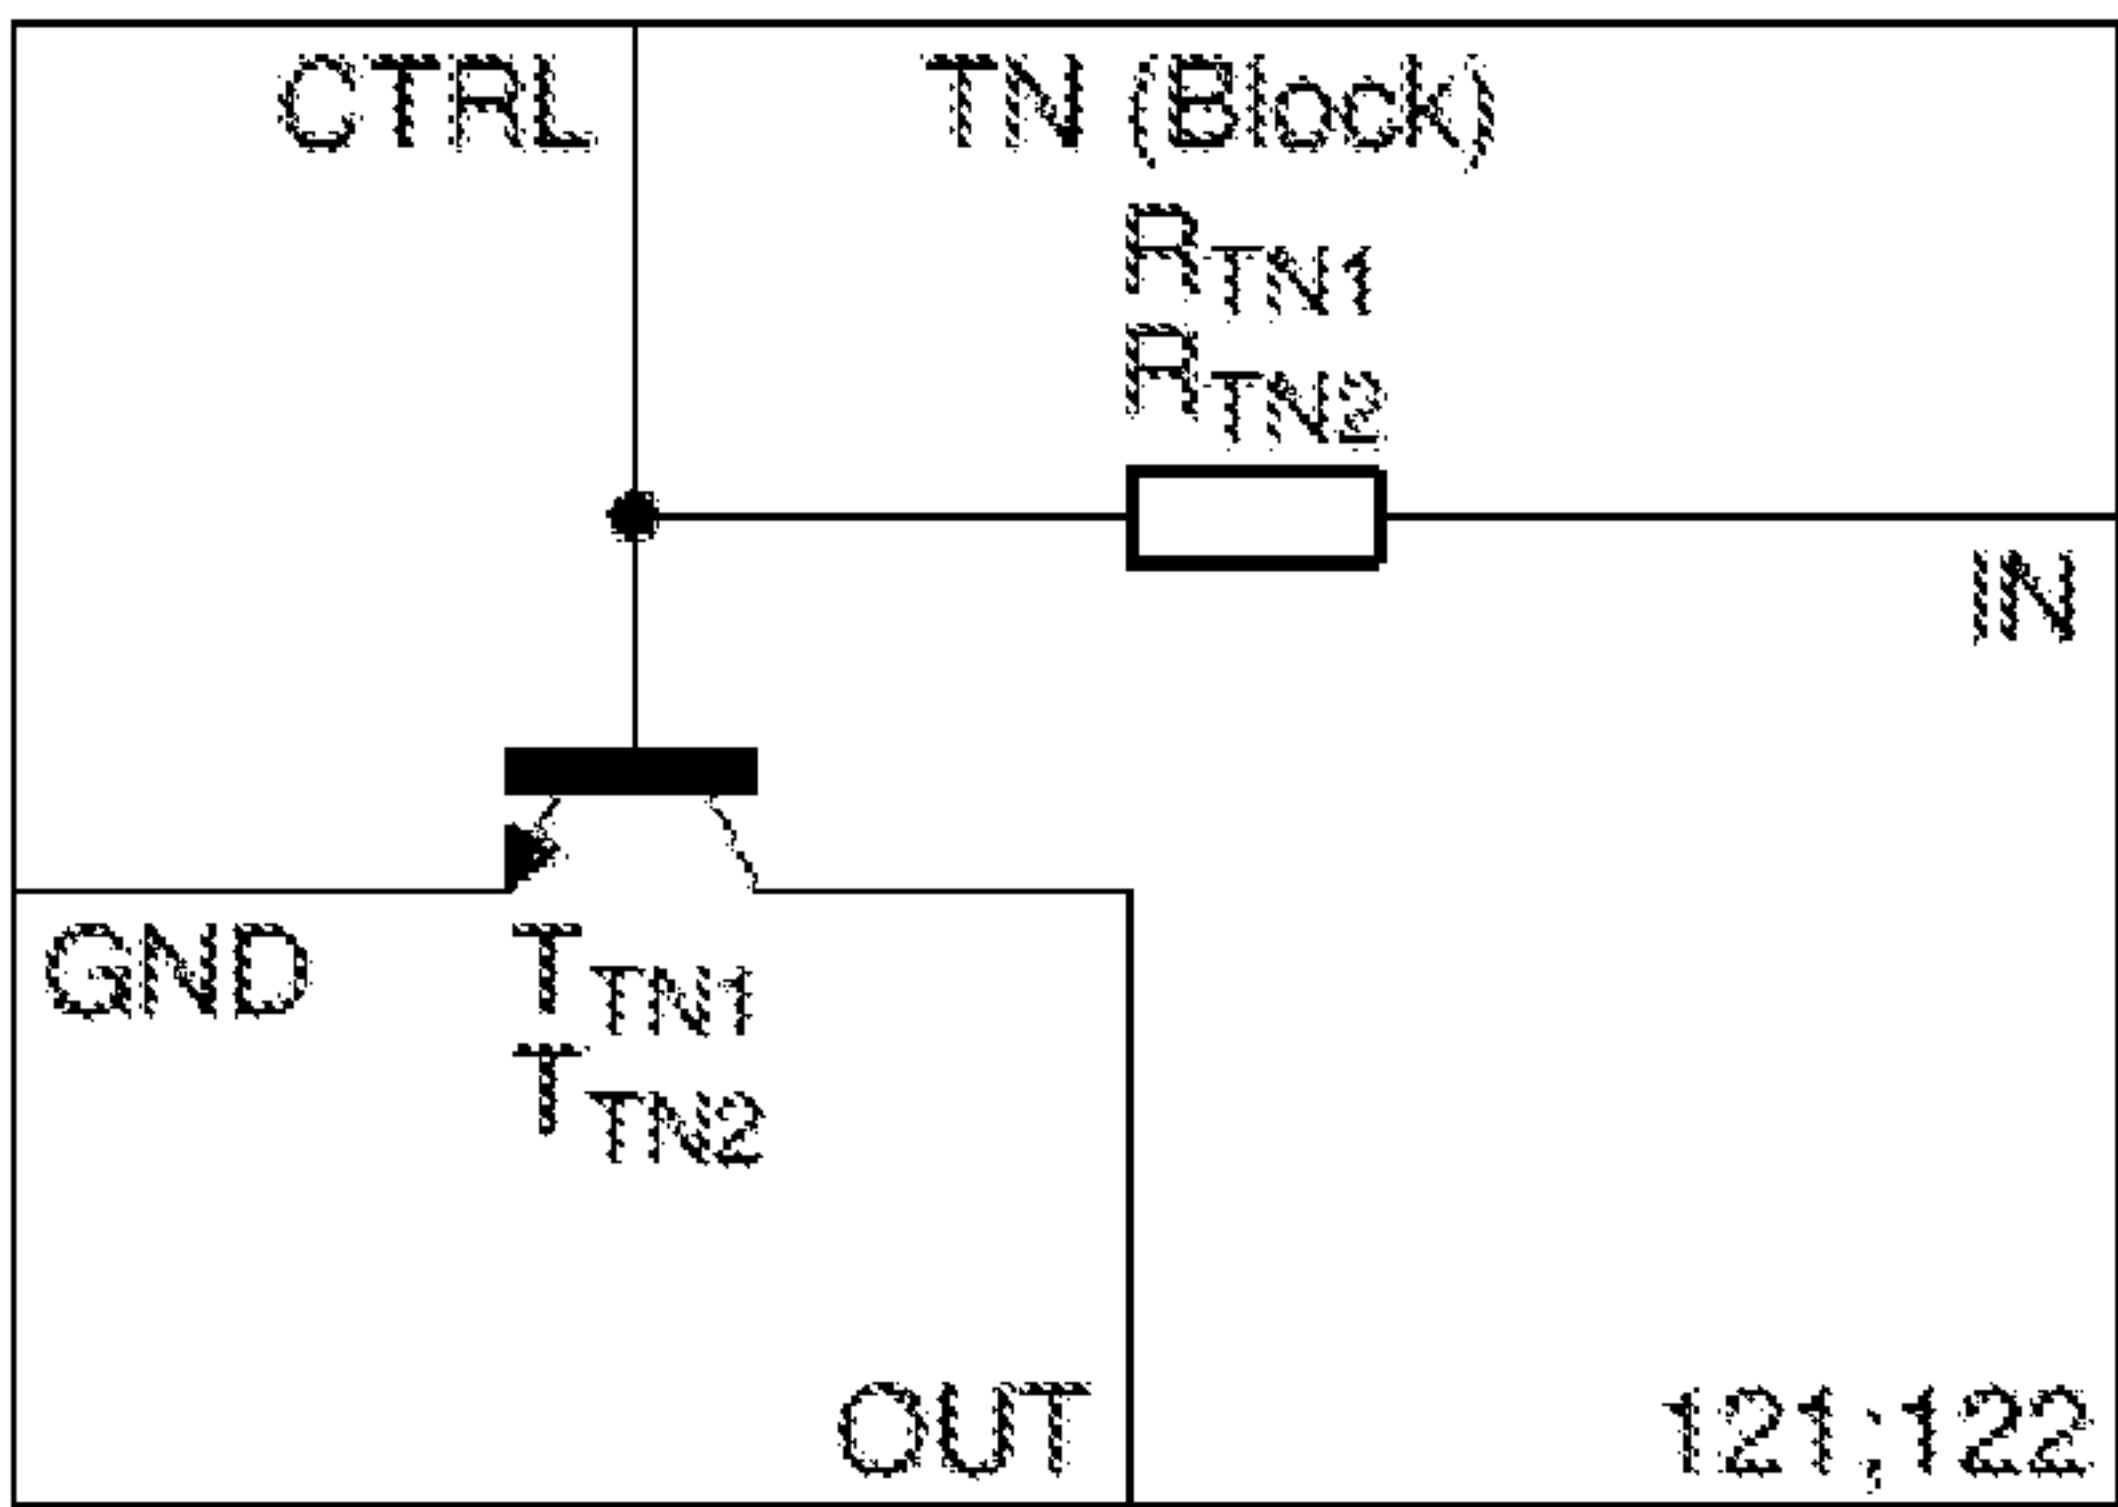 CTRL
TN (Block)
RTN1
RTN2
IN
GND
TTN1
TTN2
OUT
121;122